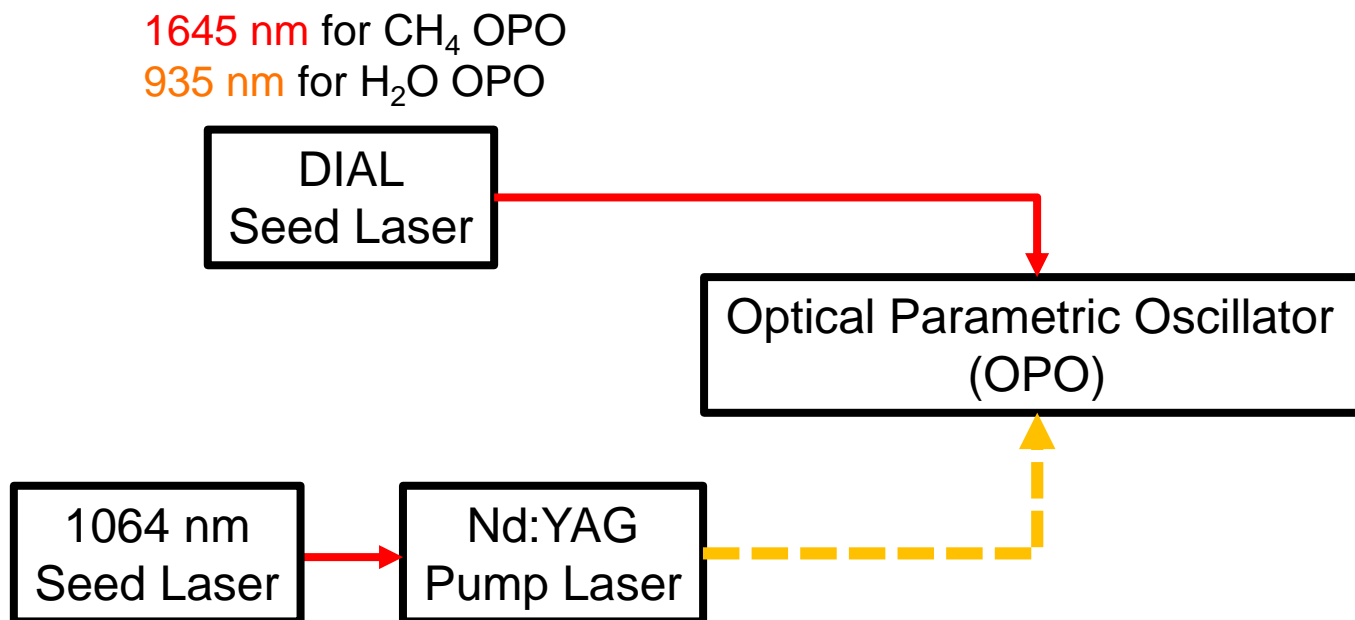 1645 nm for CH₄ OPO
935 nm for H₂O OPO
DIAL
Seed Laser
Optical Parametric Oscillator
(OPO)
1064 nm
Seed Laser
Nd:YAG
Pump Laser